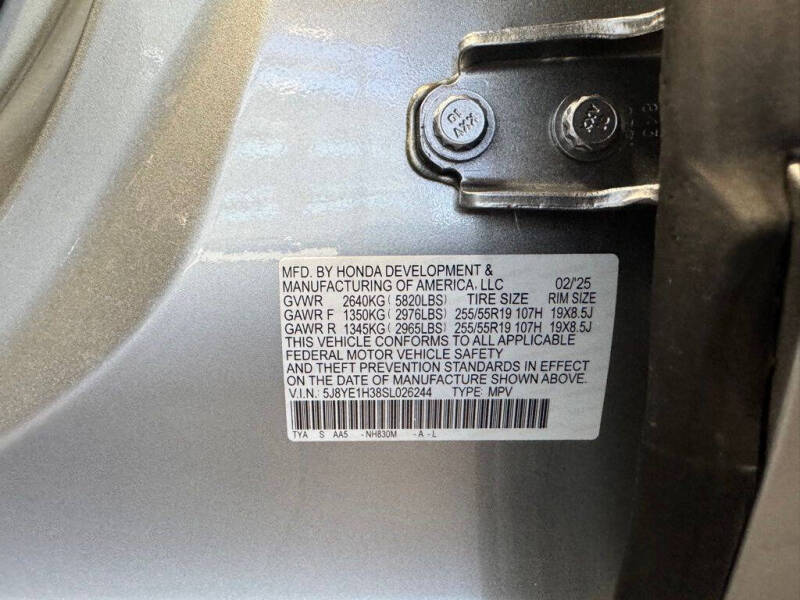 MFD. BY HONDA DEVELOPMENT &
MANUFACTURING OF AMERICA, LLC 02/'25
GVWR 2640KG ( 5820LBS) TIRE SIZE RIM SIZE
GAWR F 1350KG ( 2976LBS) 255/55R19 107H 19X8.5J
GAWR R 1345KG ( 2965LBS) 255/55R19 107H 19X8.5J
THIS VEHICLE CONFORMS TO ALL APPLICABLE
FEDERAL MOTOR VEHICLE SAFETY
AND THEFT PREVENTION STANDARDS IN EFFECT
ON THE DATE OF MANUFACTURE SHOWN ABOVE.
V.I.N.: 5J8YE1H38SL026244 TYPE: MPV
TYA S AA5 -NH830M -A -L